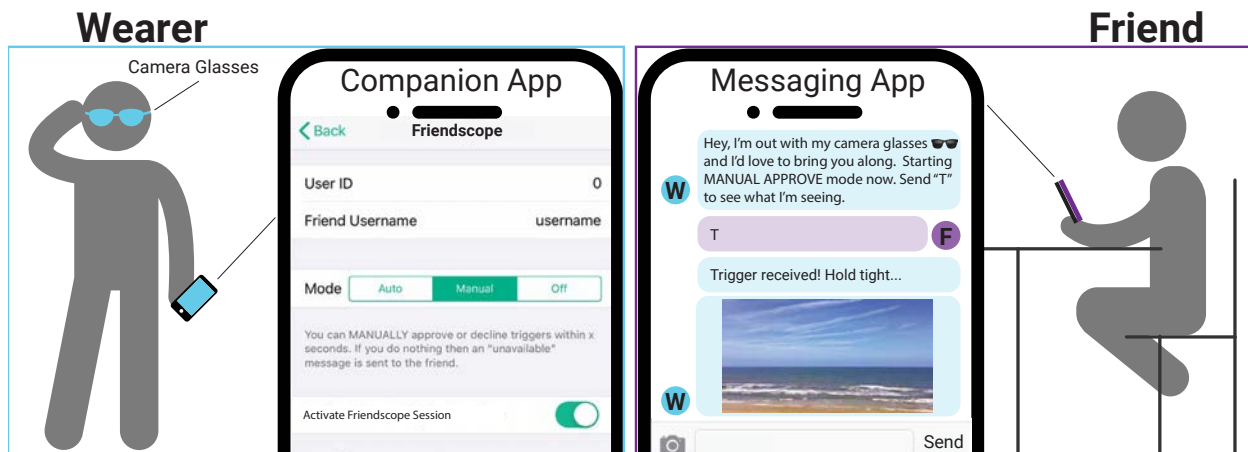 Wearer
Camera Glasses
Companion App
Back
Friendscope
User ID 0
Friend Username username
Mode Auto Manual Off
You can MANUALLY approve or decline triggers within x
seconds. If you do nothing then an "unavailable"
message is sent to the friend.
Activate Friendscope Session
Friend
Messaging App
Hey, I'm out with my camera glasses 🕶️🕶️
and I'd love to bring you along. Starting
MANUAL APPROVE mode now. Send "T"
to see what I'm seeing.
W
T
F
Trigger received! Hold tight...
W
Send